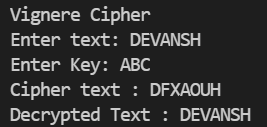 Vignere Cipher
Enter text: DEVANSH
Enter Key: ABC
Cipher text : DFXAOUH
Decrypted Text : DEVANSH